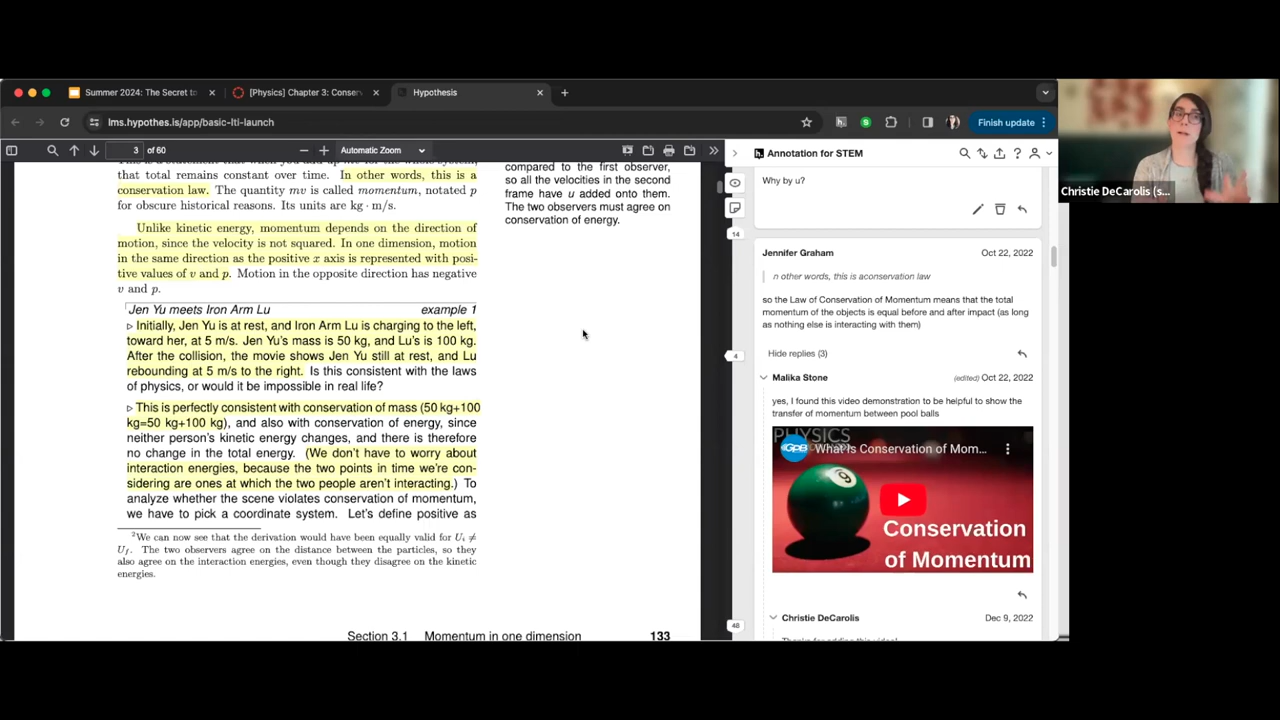 Summer 2024: The Secret to
[Physics] Chapter 3: Conser
Hypothesis
lms.hypothes.is/app/basic-lti-launch
Finish update
3 of 60
Automatic Zoom
that total remains constant over time. In other words, this is a
conservation law. The quantity mv is called momentum, notated p
for obscure historical reasons. Its units are kg · m/s.
Unlike kinetic energy, momentum depends on the direction of
motion, since the velocity is not squared. In one dimension, motion
in the same direction as the positive x axis is represented with posi-
tive values of v and p. Motion in the opposite direction has negative
v and p.
Jen Yu meets Iron Arm Lu example 1
▷ Initially, Jen Yu is at rest, and Iron Arm Lu is charging to the left,
toward her, at 5 m/s. Jen Yu's mass is 50 kg, and Lu's is 100 kg.
After the collision, the movie shows Jen Yu still at rest, and Lu
rebounding at 5 m/s to the right. Is this consistent with the laws
of physics, or would it be impossible in real life?
▷ This is perfectly consistent with conservation of mass (50 kg+100
kg=50 kg+100 kg), and also with conservation of energy, since
neither person's kinetic energy changes, and there is therefore
no change in the total energy. (We don't have to worry about
interaction energies, because the two points in time we're con-
sidering are ones at which the two people aren't interacting.) To
analyze whether the scene violates conservation of momentum,
we have to pick a coordinate system. Let's define positive as
²We can now see that the derivation would have been equally valid for Uᵢ ≠
U_f. The two observers agree on the distance between the particles, so they
also agree on the interaction energies, even though they disagree on the kinetic
energies.
Section 3.1 Momentum in one dimension 133
compared to the first observer,
so all the velocities in the second
frame have u added onto them.
The two observers must agree on
conservation of energy.
Annotation for STEM
Why by u?
14
Jennifer Graham Oct 22, 2022
n other words, this is aconservation law
so the Law of Conservation of Momentum means that the total
momentum of the objects is equal before and after impact (as long
as nothing else is interacting with them)
4
Hide replies (3)
Malika Stone (edited) Oct 22, 2022
yes, I found this video demonstration to be helpful to show the
transfer of momentum between pool balls
PHYSICS
GPB
What Is Conservation of Mom...
9
Conservation
of Momentum
48
Christie DeCarolis Dec 9, 2022
Christie DeCarolis (s...